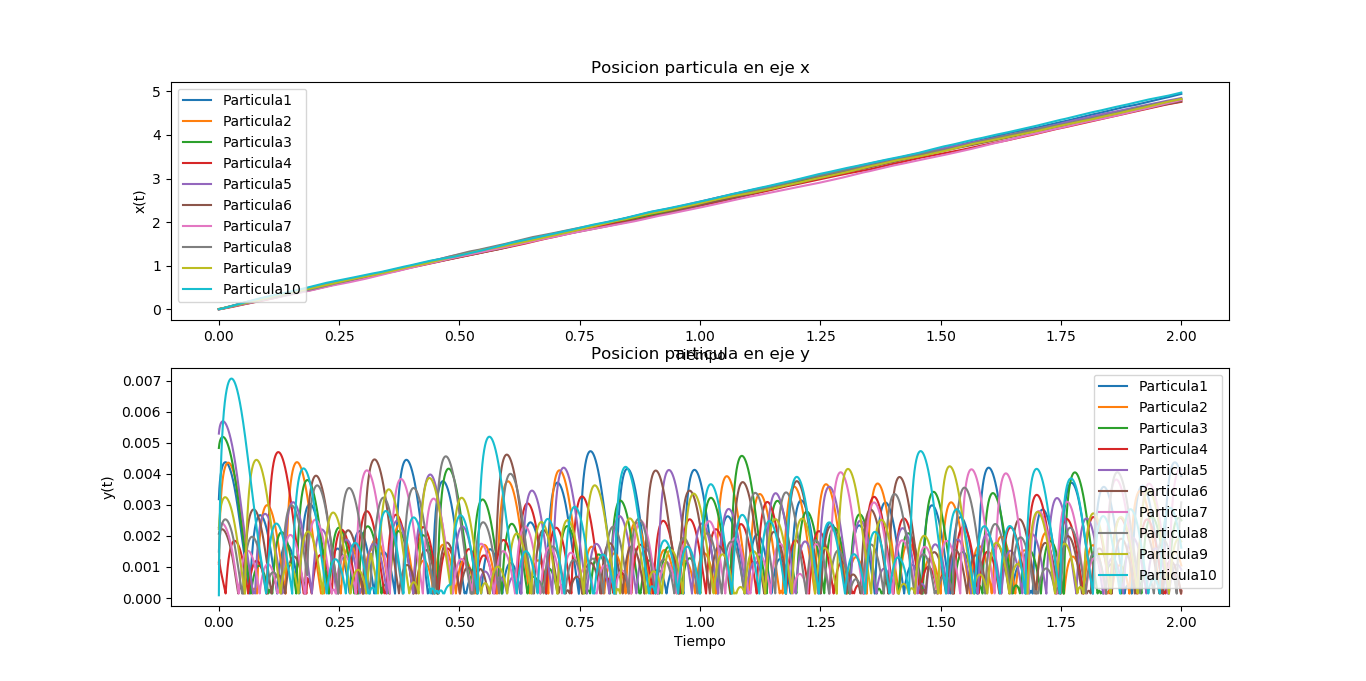 Posicion particula en eje x
x(t)
5
4
3
2
1
0
Particula1
Particula2
Particula3
Particula4
Particula5
Particula6
Particula7
Particula8
Particula9
Particula10
0.00 0.25 0.50 0.75 1.00 1.25 1.50 1.75 2.00
Tiempo
Posicion particula en eje y
y(t)
0.007
0.006
0.005
0.004
0.003
0.002
0.001
0.000
Particula1
Particula2
Particula3
Particula4
Particula5
Particula6
Particula7
Particula8
Particula9
Particula10
0.00 0.25 0.50 0.75 1.00 1.25 1.50 1.75 2.00
Tiempo